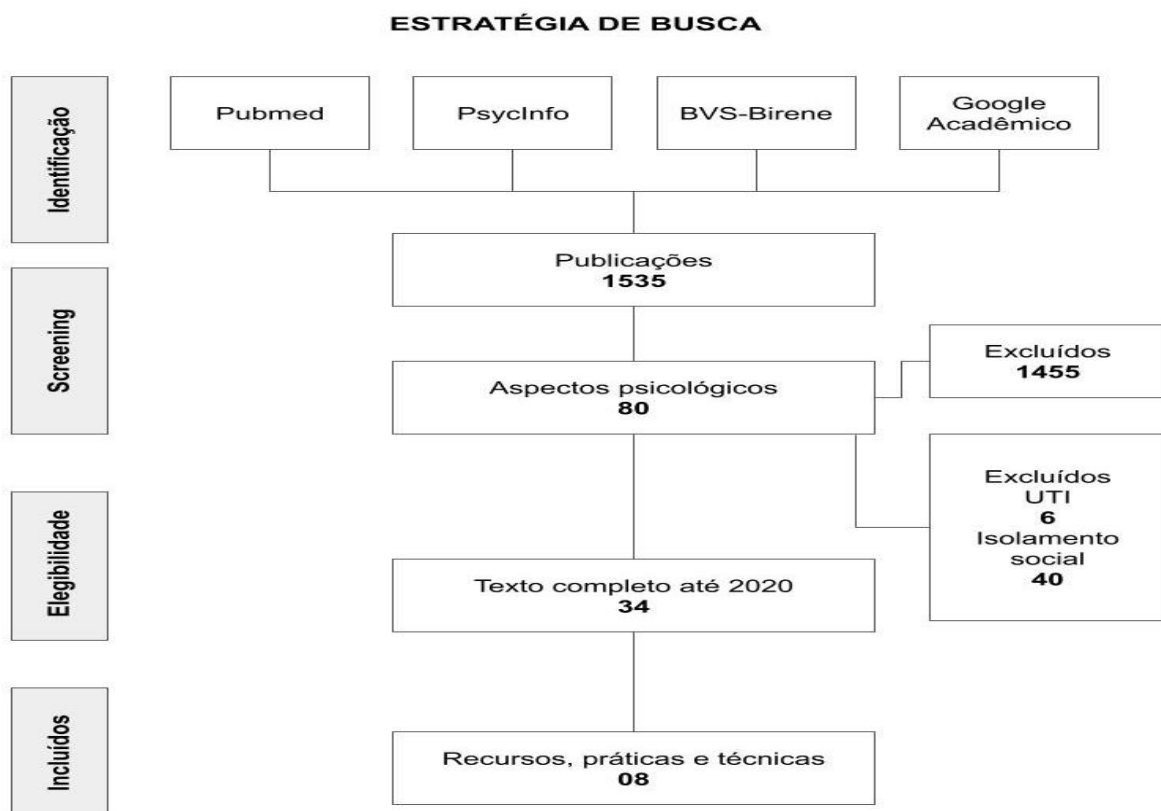 ESTRATÉGIA DE BUSCA
Identificação
Pubmed
PsycInfo
BVS-Birene
Google
Acadêmico
Publicações
1535
Screening
Aspectos psicológicos
80
Excluídos
1455
Excluídos
UTI
6
Isolamento
social
40
Elegibilidade
Texto completo até 2020
34
Incluídos
Recursos, práticas e técnicas
08